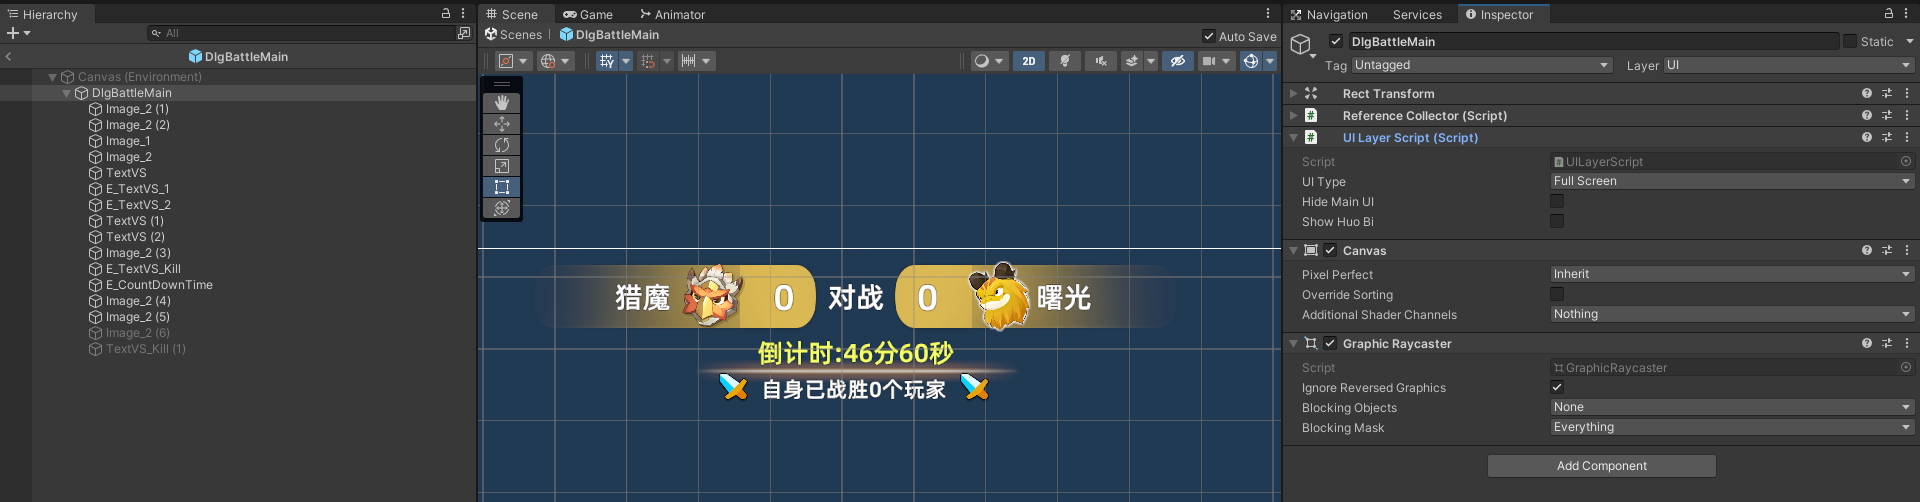 Hierarchy
All
DlgBattleMain
Canvas (Environment)
DlgBattleMain
Image_2 (1)
Image_2 (2)
Image_1
Image_2
TextVS
E_TextVS_1
E_TextVS_2
TextVS (1)
TextVS (2)
Image_2 (3)
E_TextVS_Kill
E_CountDownTime
Image_2 (4)
Image_2 (5)
Image_2 (6)
TextVS_Kill (1)
Scene Game Animator
Scenes | DlgBattleMain Auto Save
2D
猎魔 0 对战 0 曙光
倒计时:46分60秒
自身已战胜0个玩家
Navigation Services Inspector
DlgBattleMain Static
Tag Untagged Layer UI
Rect Transform
# Reference Collector (Script)
# UI Layer Script (Script)
Script # UILayerScript
UI Type Full Screen
Hide Main UI
Show Huo Bi
Canvas
Pixel Perfect Inherit
Override Sorting
Additional Shader Channels Nothing
Graphic Raycaster
Script GraphicRaycaster
Ignore Reversed Graphics
Blocking Objects None
Blocking Mask Everything
Add Component